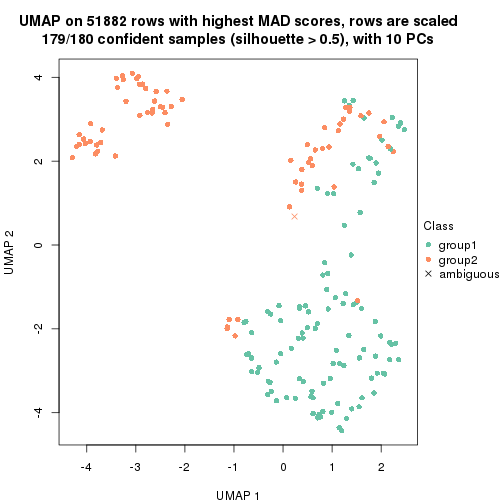 UMAP on 51882 rows with highest MAD scores, rows are scaled
179/180 confident samples (silhouette > 0.5), with 10 PCs
4
2
0
-2
-4
UMAP 2
-4
-3
-2
-1
0
1
2
UMAP 1
Class
group1
group2
ambiguous